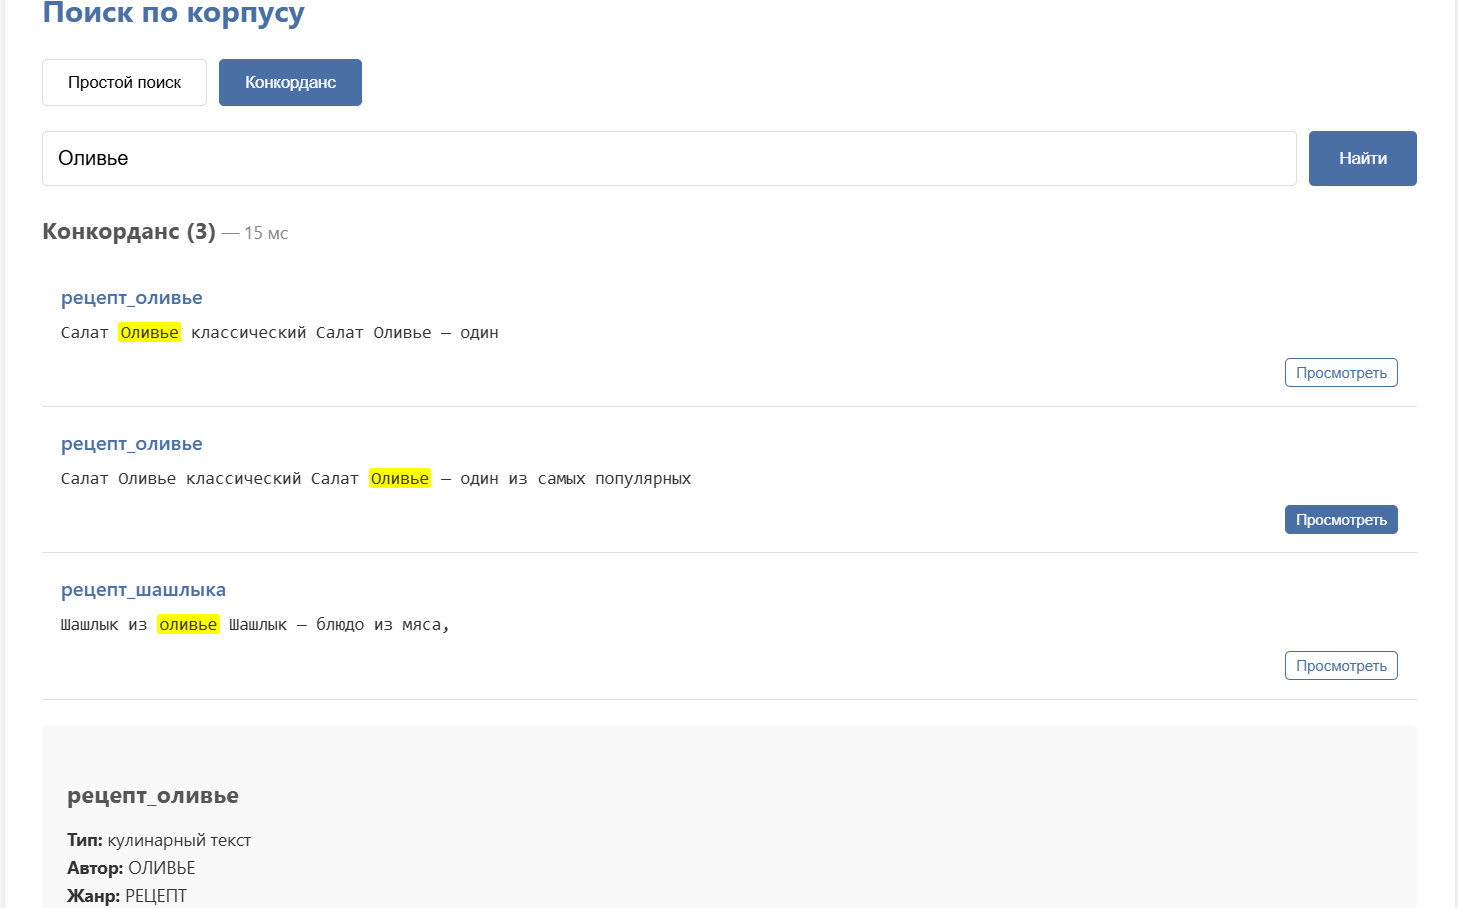 Поиск по корпусу
Простой поиск Конкорданс
Оливье Найти
Конкорданс (3) — 15 мс
рецепт_оливье
Салат Оливье классический Салат Оливье — один
Просмотреть
рецепт_оливье
Салат Оливье классический Салат Оливье — один из самых популярных
Просмотреть
рецепт_шашлыка
Шашлык из оливье Шашлык — блюдо из мяса,
Просмотреть
рецепт_оливье
Тип: кулинарный текст
Автор: ОЛИВЬЕ
Жанр: РЕЦЕПТ